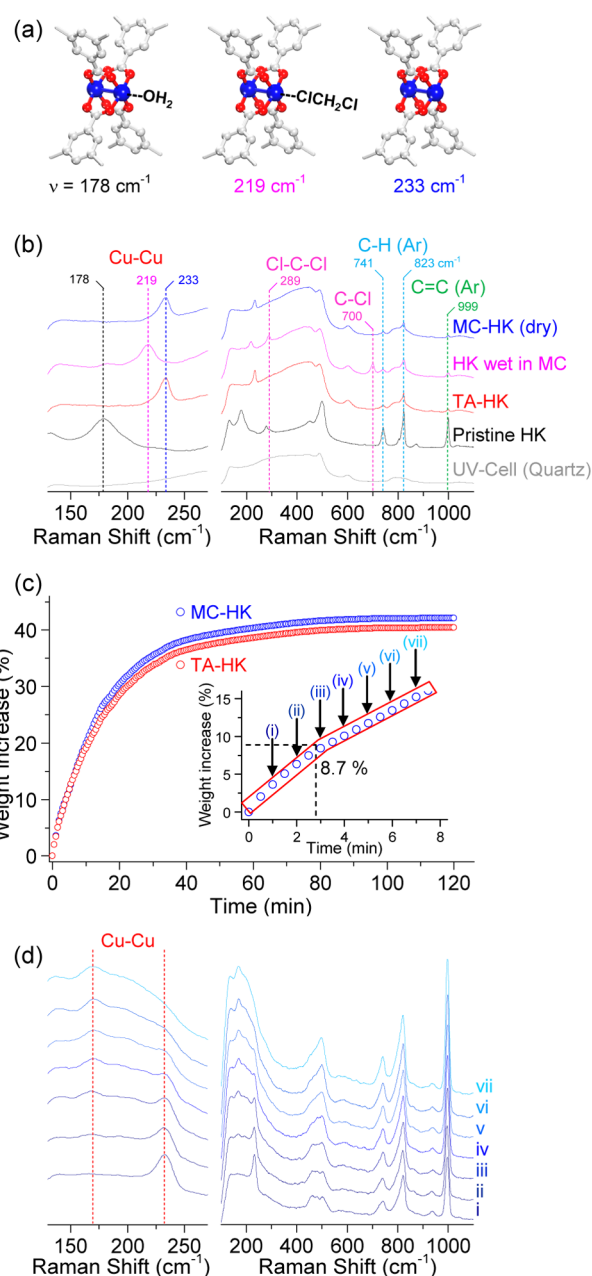 (a)
OH2
ClCH2Cl
ν = 178 cm-1
219 cm-1
233 cm-1
(b)
Cu-Cu
178
219
233
Cl-C-Cl
289
C-Cl
700
C-H (Ar)
741
823 cm-1
C=C (Ar)
999
MC-HK (dry)
HK wet in MC
TA-HK
Pristine HK
UV-Cell (Quartz)
150 200 250
200 400 600 800 1000
Raman Shift (cm-1)
Raman Shift (cm-1)
(c)
MC-HK
TA-HK
Weight increase (%)
40
30
20
10
0
0 20 40 60 80 100 120
Time (min)
Weight increase (%)
15
10
5
0
(i)
(ii)
(iii)
(iv)
(v)
(vi)
(vii)
8.7 %
0 2 4 6 8
Time (min)
(d)
Cu-Cu
vii
vi
v
iv
iii
ii
i
150 200 250
200 400 600 800 1000
Raman Shift (cm-1)
Raman Shift (cm-1)